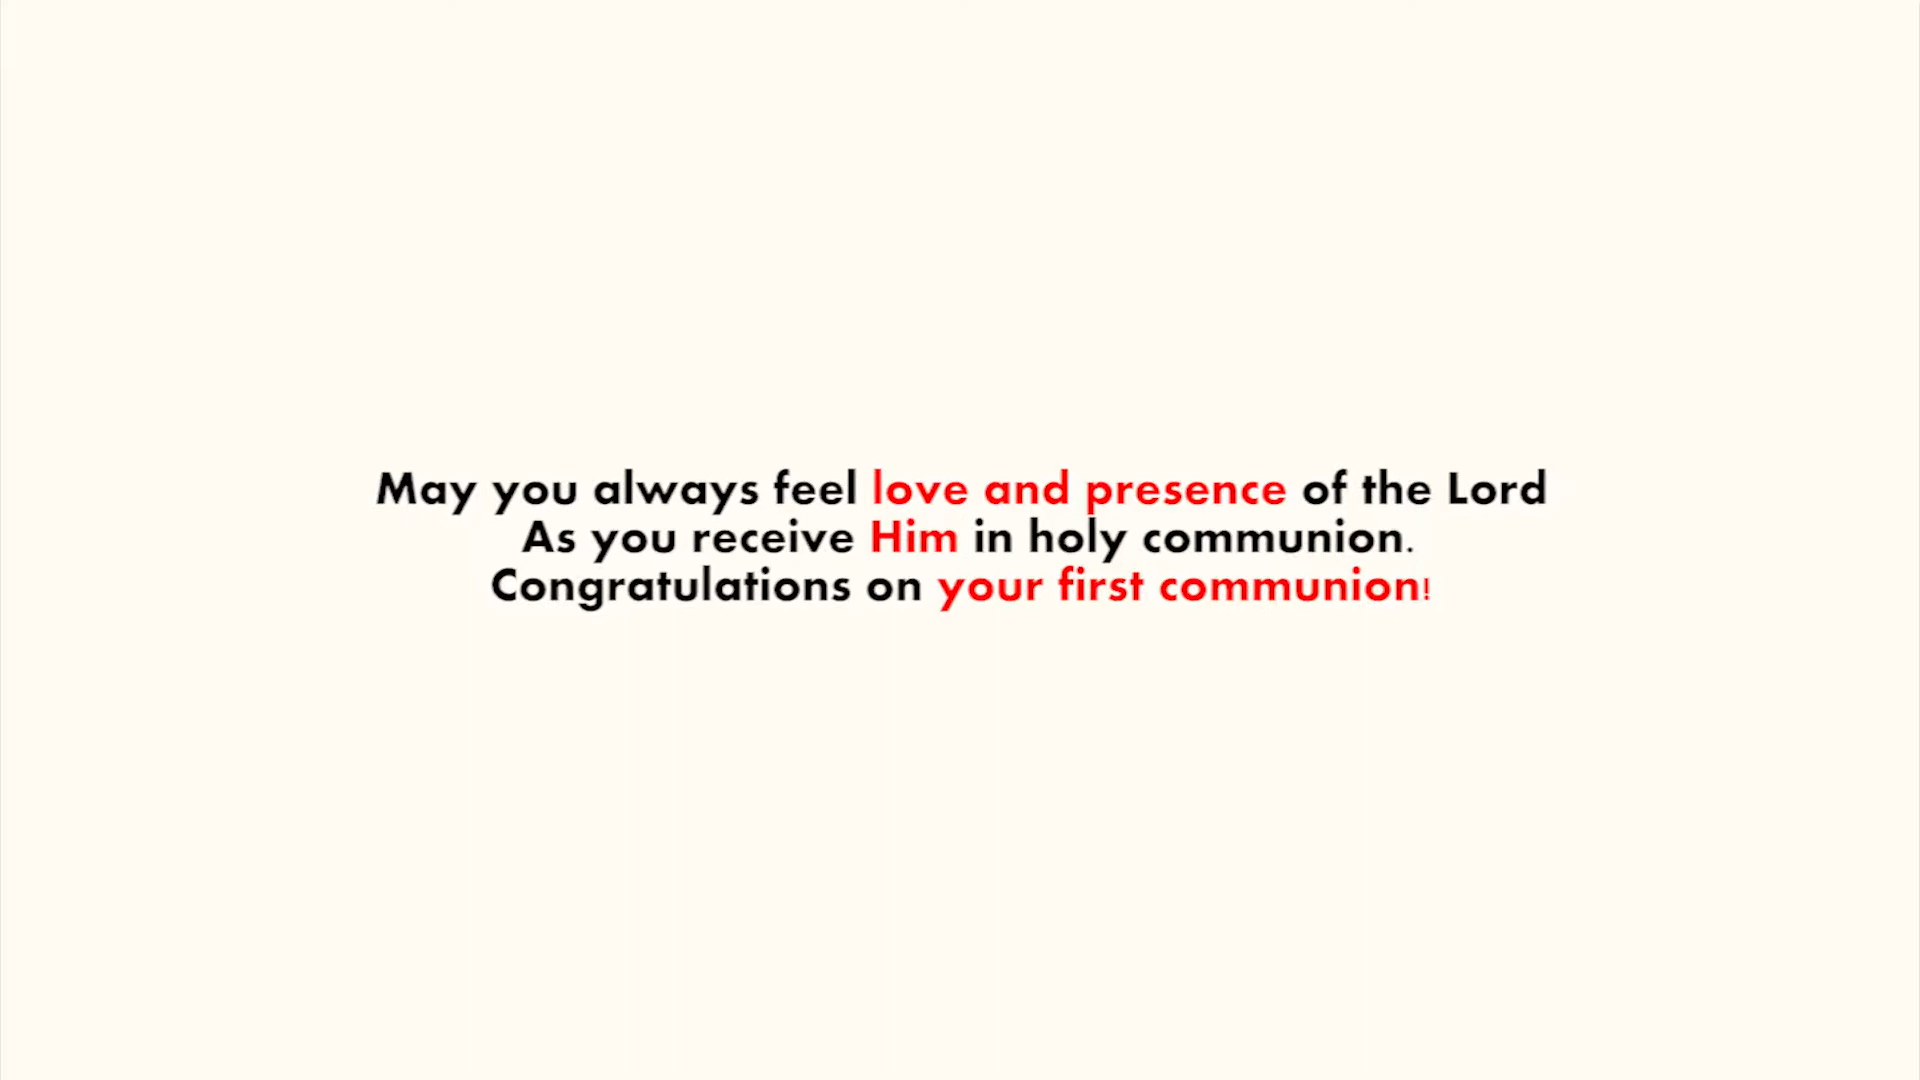 May you always feel love and presence of the Lord
As you receive Him in holy communion.
Congratulations on your first communion!